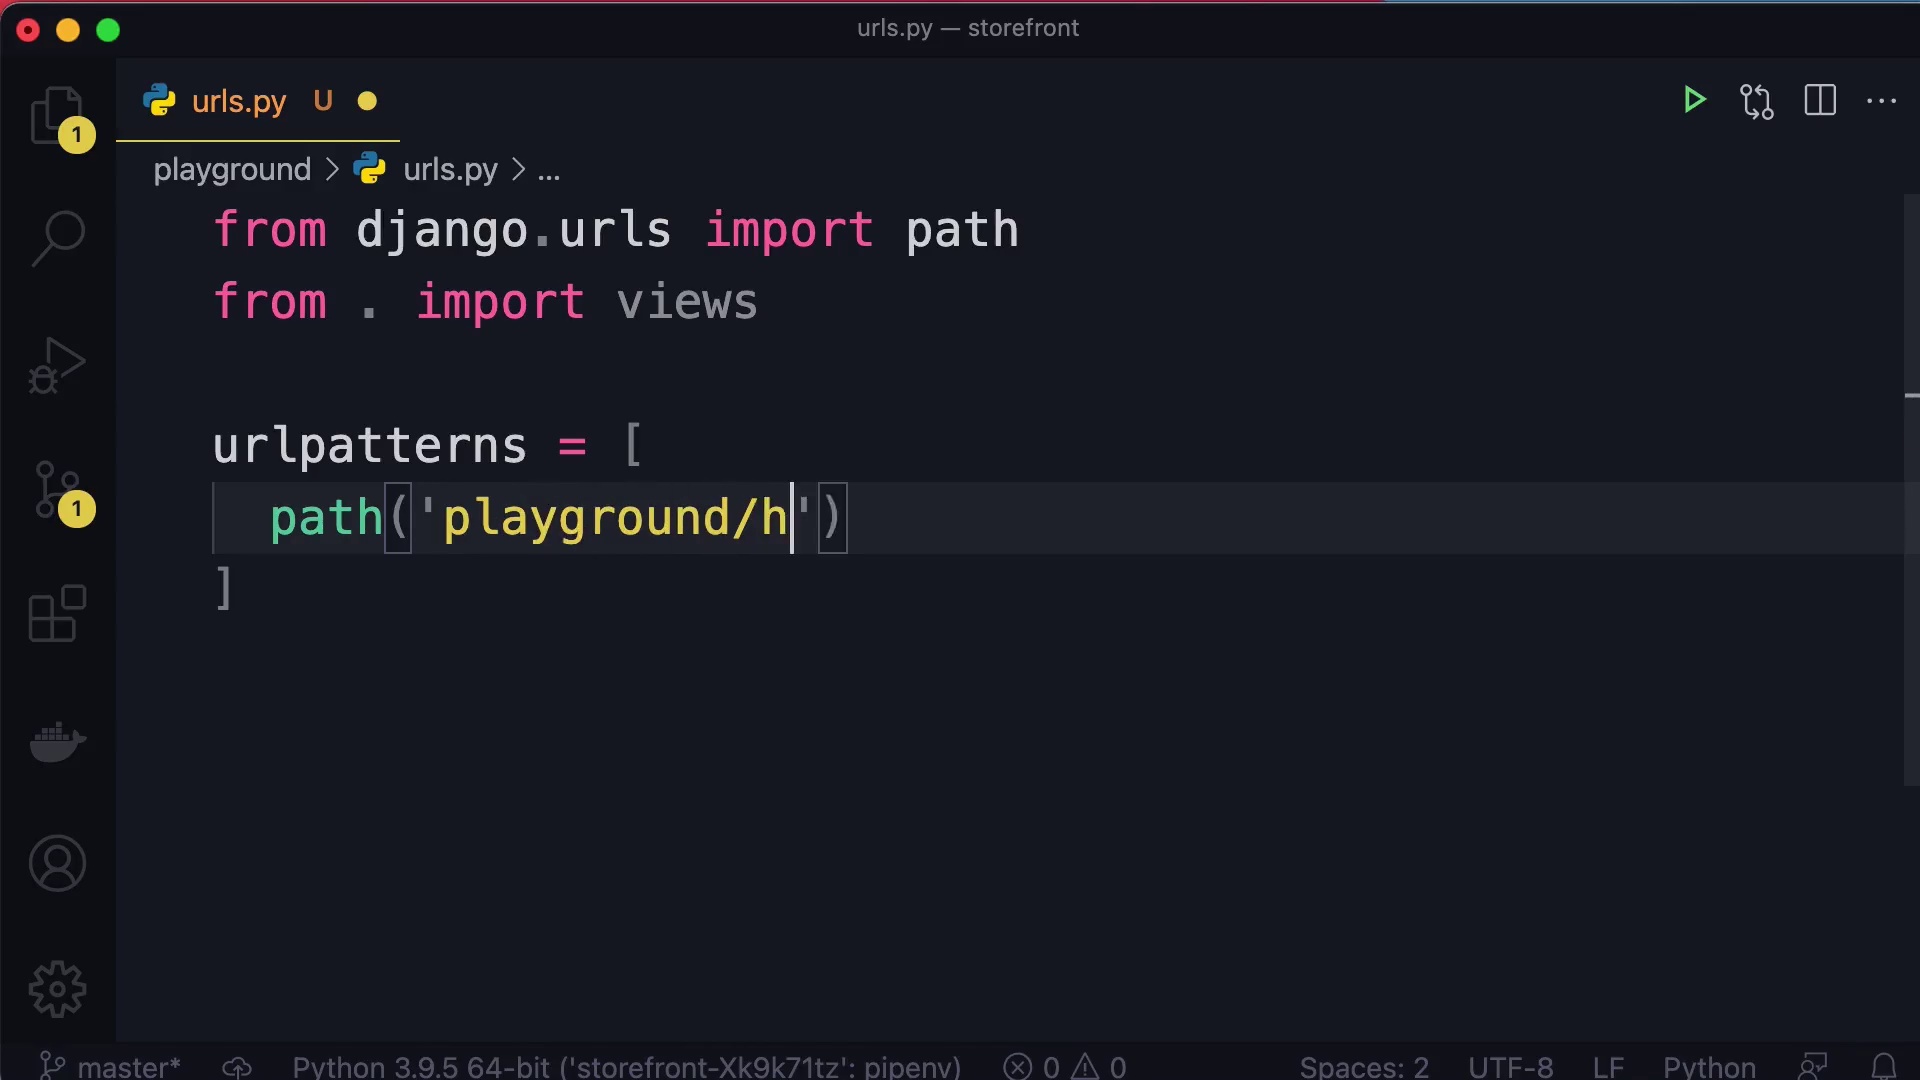 urls.py — storefront
urls.py U
1
playground > urls.py > ...
from django.urls import path
from . import views
urlpatterns = [
path('playground/h')
]
1
master* Python 3.9.5 64-bit ('storefront-Xk9k71tz': pipenv) 0 0 Spaces: 2 UTF-8 LF Python